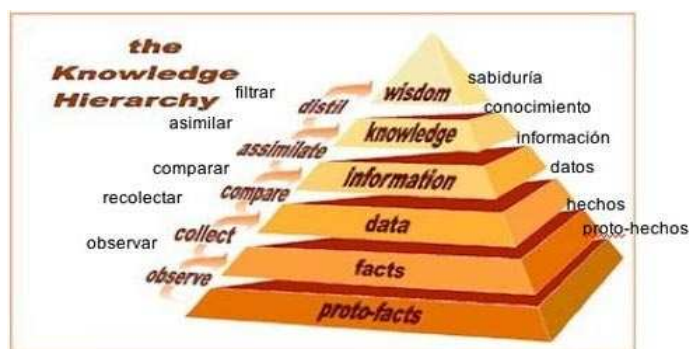 the
Knowledge
Hierarchy
filtrar
distil
wisdom
sabiduría
asimilar
assimilate
knowledge
conocimiento
comparar
compare
information
información
recolectar
collect
data
datos
observar
observe
facts
hechos
proto-facts
proto-hechos